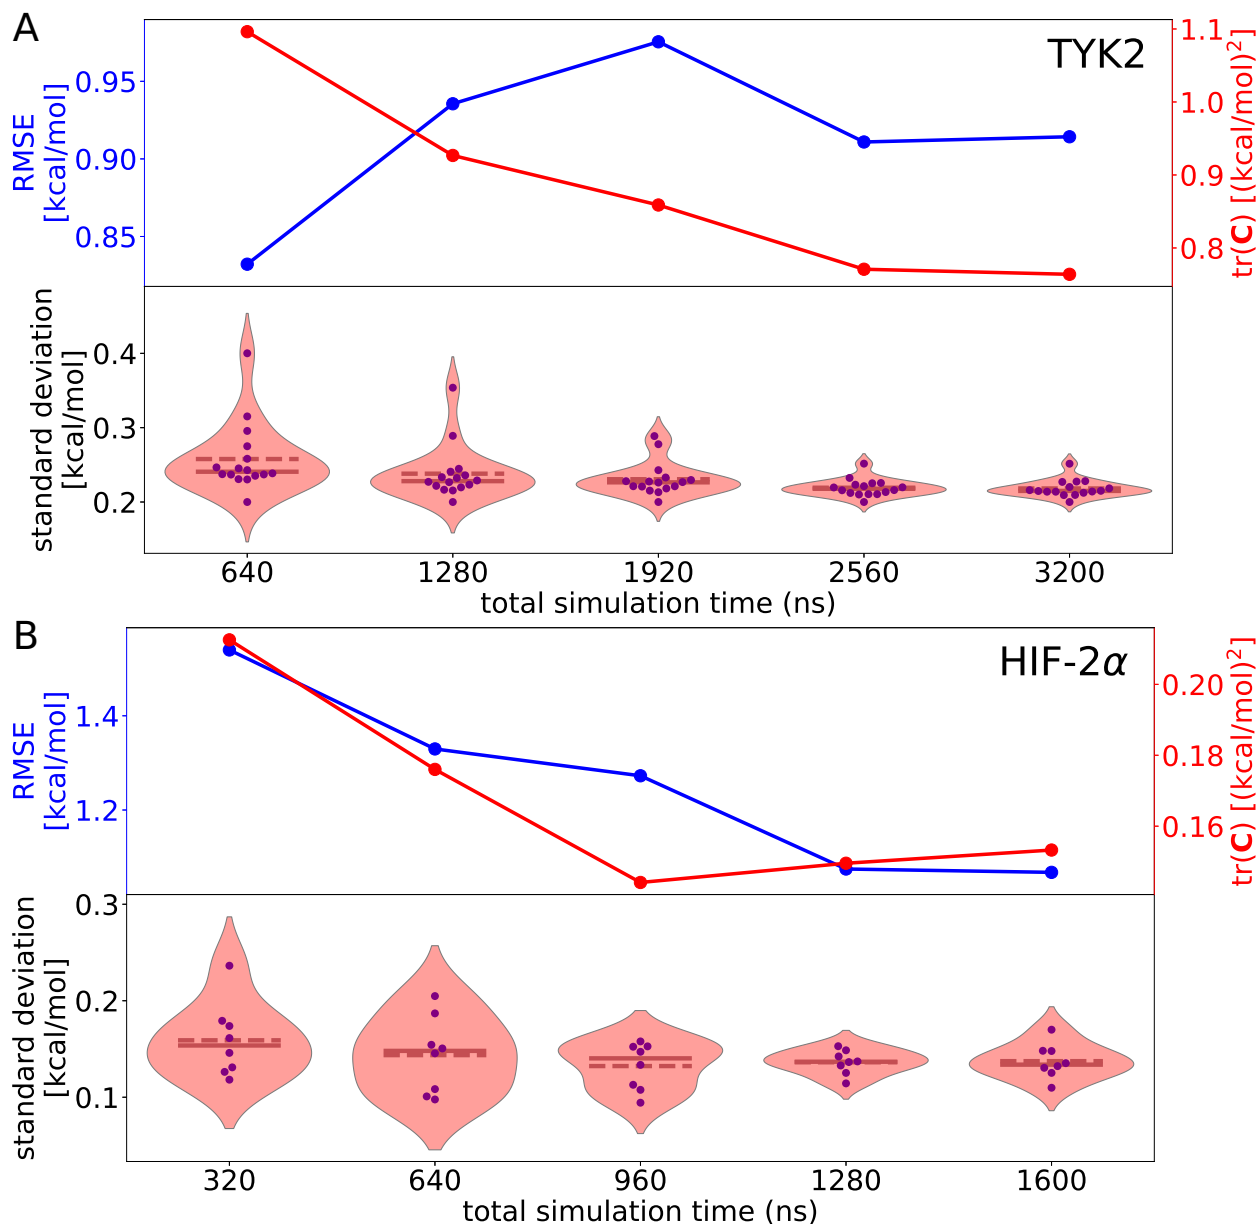 A
TYK2
RMSE
[kcal/mol]
0.95
0.90
0.85
1.1
1.0
0.9
0.8
tr(C) [(kcal/mol)²]
standard deviation
[kcal/mol]
0.4
0.3
0.2
640 1280 1920 2560 3200
total simulation time (ns)
B
HIF-2α
RMSE
[kcal/mol]
1.4
1.2
0.20
0.18
0.16
tr(C) [(kcal/mol)²]
standard deviation
[kcal/mol]
0.3
0.2
0.1
320 640 960 1280 1600
total simulation time (ns)